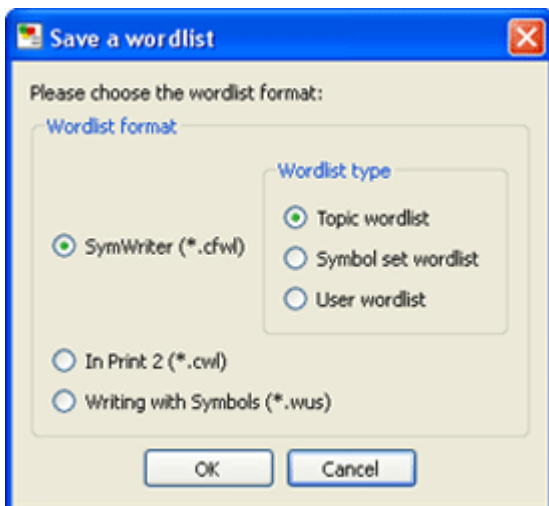 Save a wordlist
Please choose the wordlist format:
Wordlist format
Wordlist type
Topic wordlist
SymWriter (*.cfwl)
Symbol set wordlist
User wordlist
In Print 2 (*.cwl)
Writing with Symbols (*.wus)
OK Cancel